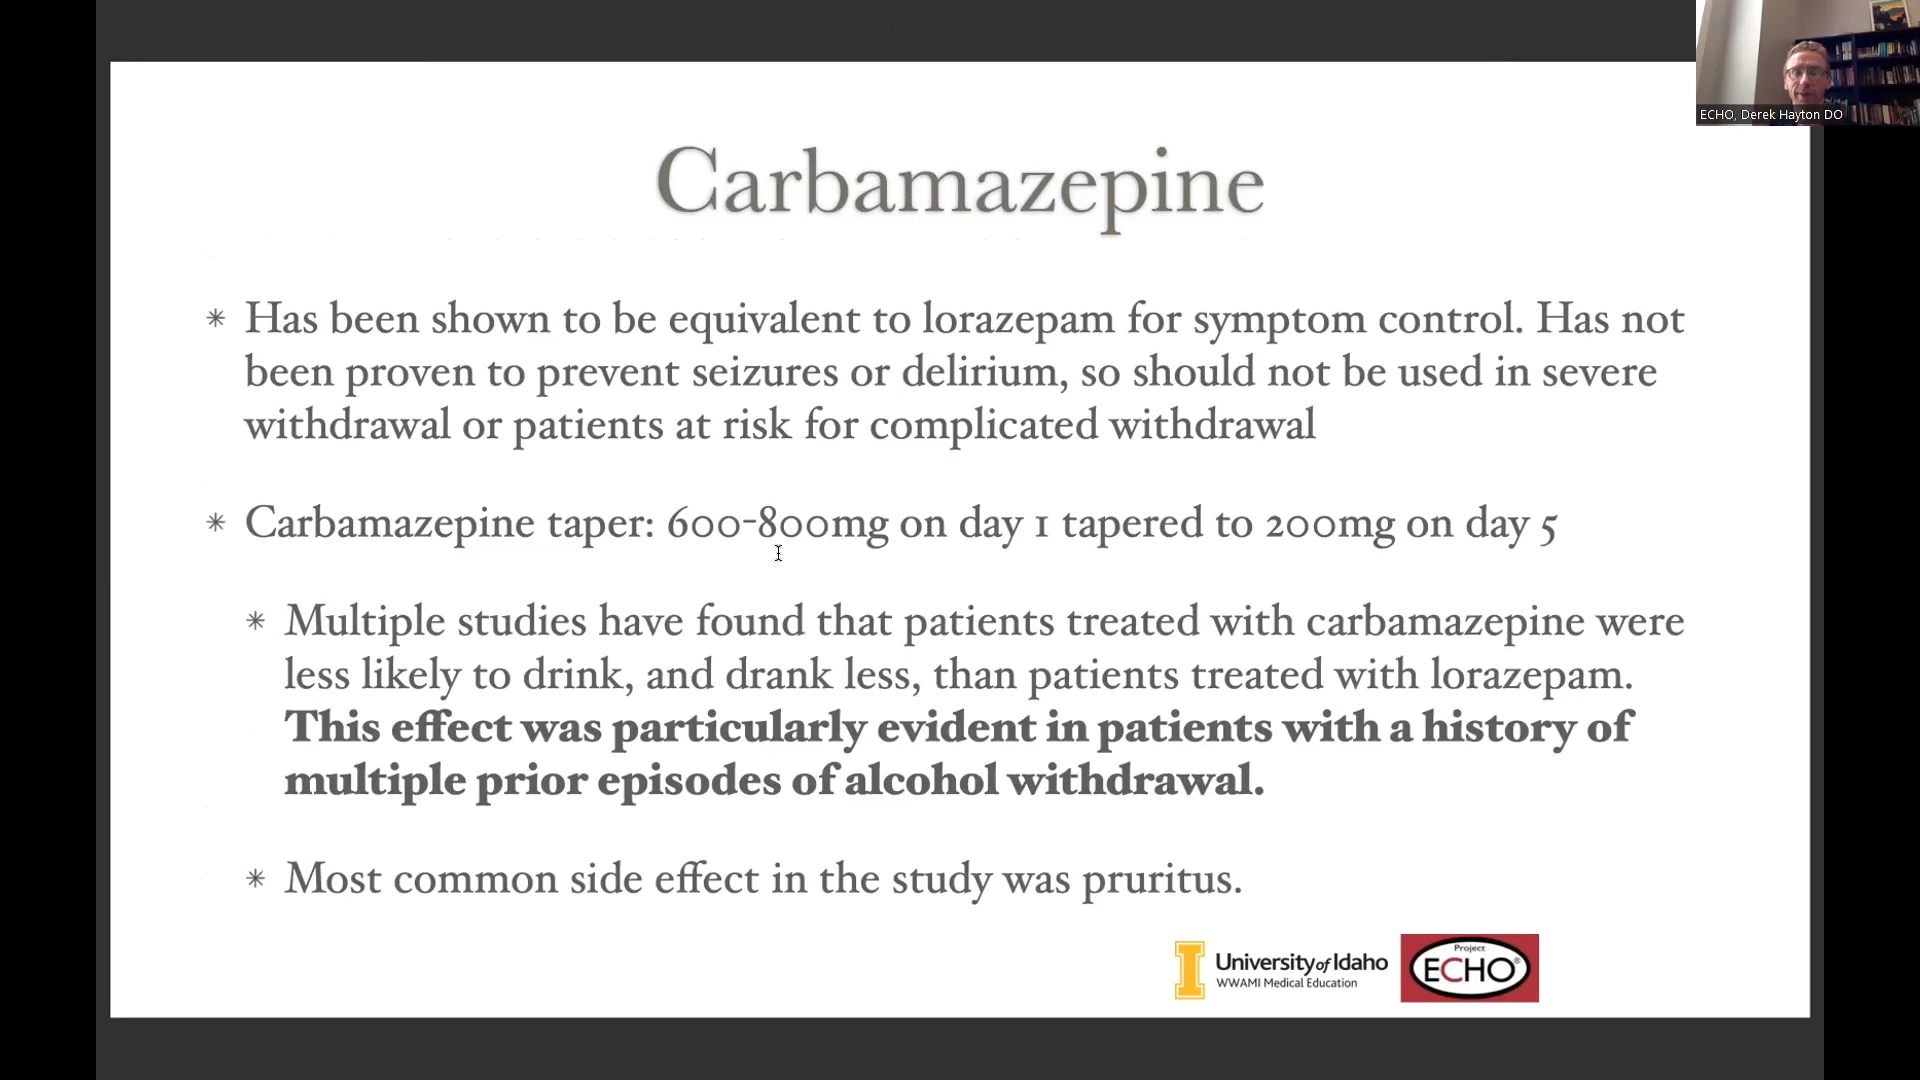 ECHO, Derek Hayton DO
Carbamazepine
* Has been shown to be equivalent to lorazepam for symptom control. Has not
been proven to prevent seizures or delirium, so should not be used in severe
withdrawal or patients at risk for complicated withdrawal
* Carbamazepine taper: 600-800mg on day 1 tapered to 200mg on day 5
* Multiple studies have found that patients treated with carbamazepine were
less likely to drink, and drank less, than patients treated with lorazepam.
This effect was particularly evident in patients with a history of
multiple prior episodes of alcohol withdrawal.
* Most common side effect in the study was pruritus.
I
University of Idaho
WWAMI Medical Education
Project
ECHO®